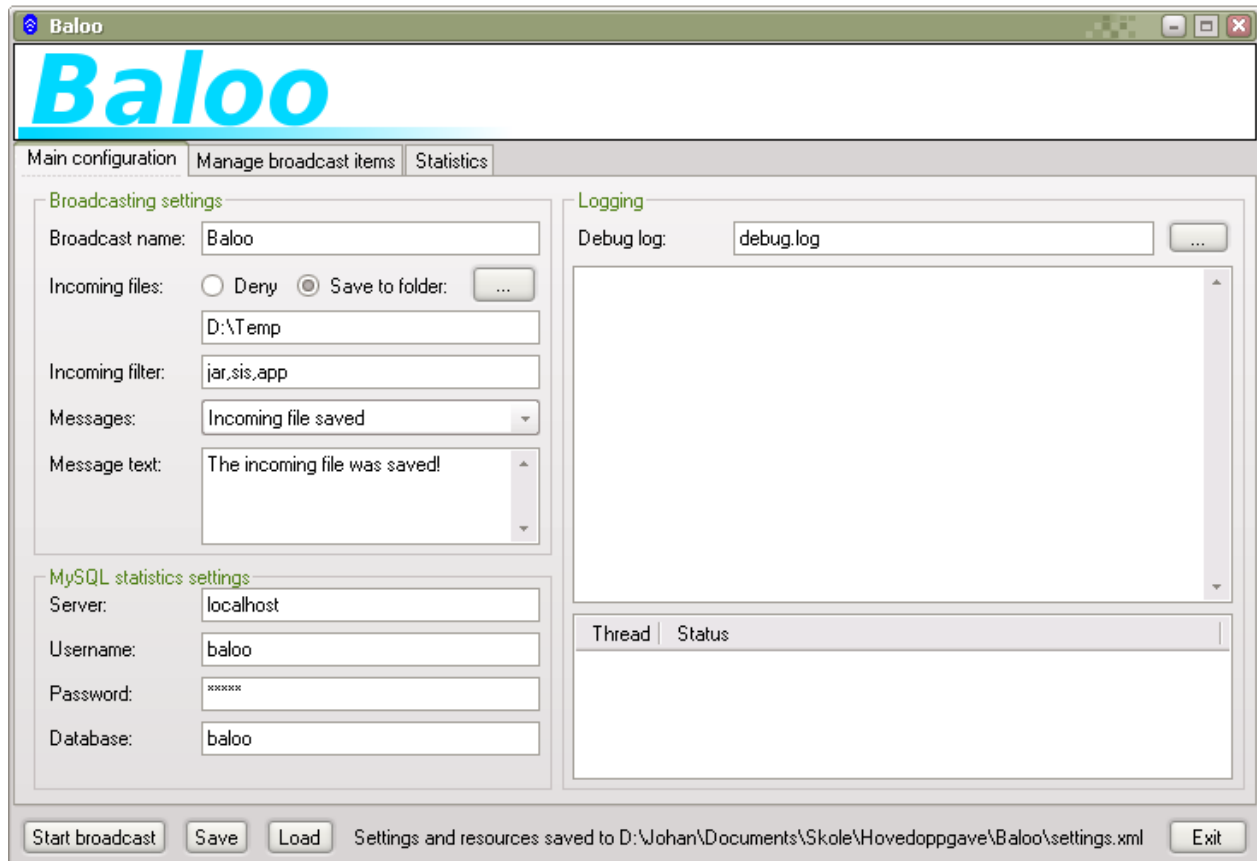 Baloo
Baloo
Main configuration Manage broadcast items Statistics
Broadcasting settings
Broadcast name: Baloo
Incoming files: Deny Save to folder: ...
D:\Temp
Incoming filter: jar,sis,app
Messages: Incoming file saved
Message text: The incoming file was saved!
MySQL statistics settings
Server: localhost
Username: baloo
Password: *****
Database: baloo
Logging
Debug log: debug.log ...
Thread Status
Start broadcast Save Load Settings and resources saved to D:\Johan\Documents\Skole\Hovedoppgave\Baloo\settings.xml Exit